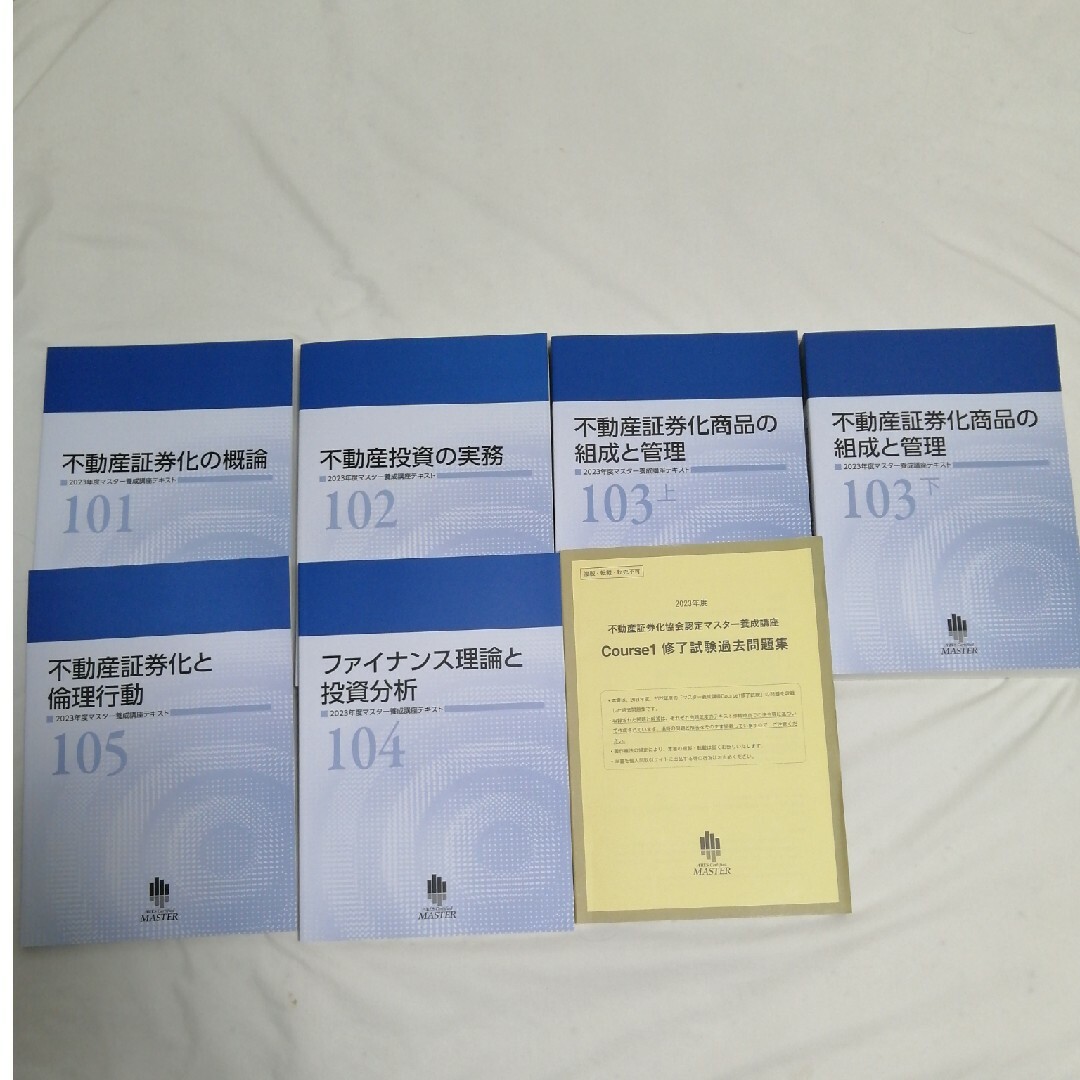 不動産証券化の概論
2023年度マスター養成講座テキスト
101
不動産投資の実務
2023年度マスター養成講座テキスト
102
不動産証券化商品の
組成と管理
2023年度マスター養成講座テキスト
103上
不動産証券化商品の
組成と管理
2023年度マスター養成講座テキスト
103下
ARES Certified
MASTER
不動産証券化と
倫理行動
2023年度マスター養成講座テキスト
105
ARES Certified
MASTER
ファイナンス理論と
投資分析
2023年度マスター養成講座テキスト
104
ARES Certified
MASTER
2023年度
不動産証券化協会認定マスター養成講座
Course1 修了試験過去問題集
ARES Certified
MASTER